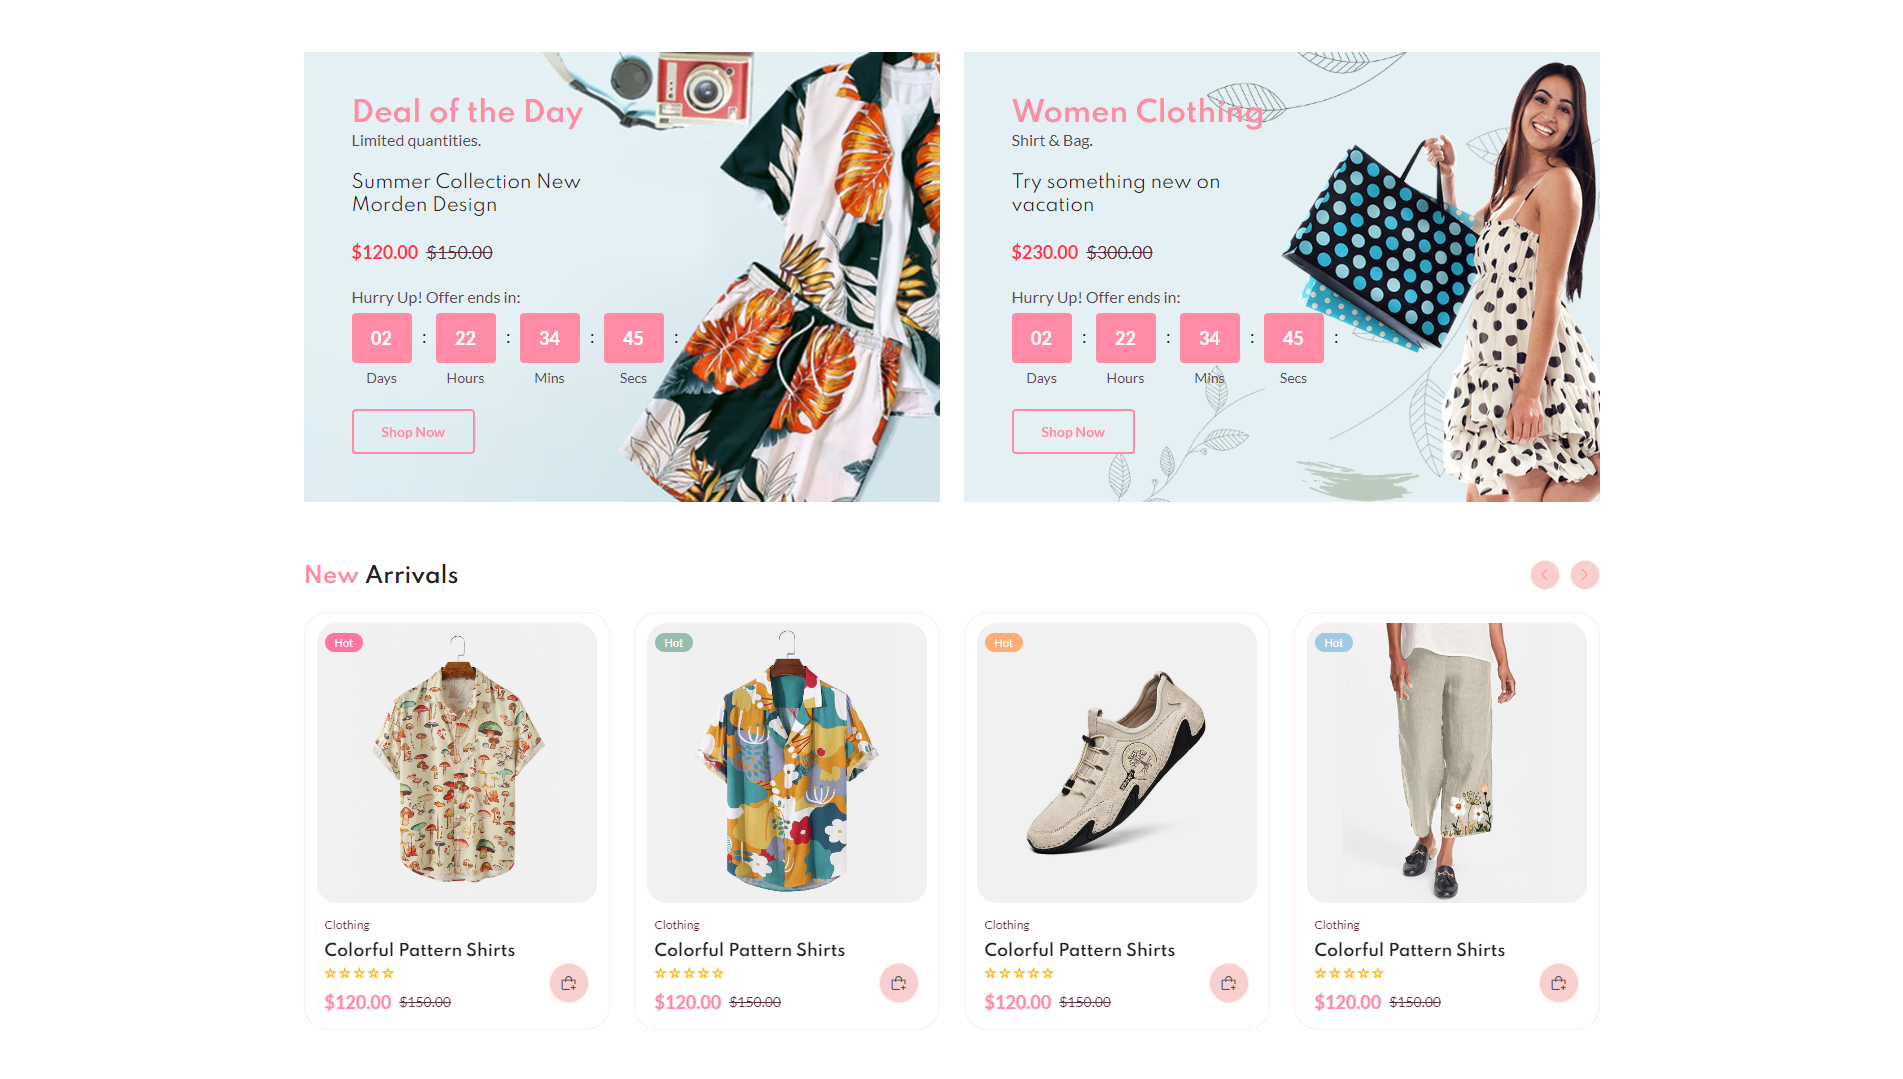 Deal of the Day
Limited quantities.
Summer Collection New
Morden Design
$120.00 $150.00
Hurry Up! Offer ends in:
02 : 22 : 34 : 45 :
Days Hours Mins Secs
Shop Now
Women Clothing
Shirt & Bag.
Try something new on
vacation
$230.00 $300.00
Hurry Up! Offer ends in:
02 : 22 : 34 : 45 :
Days Hours Mins Secs
Shop Now
New Arrivals
Hot
Clothing
Colorful Pattern Shirts
$120.00 $150.00
Hot
Clothing
Colorful Pattern Shirts
$120.00 $150.00
Hot
Clothing
Colorful Pattern Shirts
$120.00 $150.00
Hot
Clothing
Colorful Pattern Shirts
$120.00 $150.00